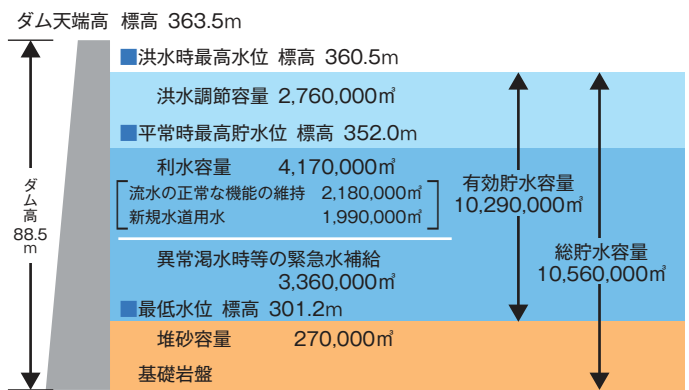 ダム天端高 標高 363.5m
■洪水時最高水位 標高 360.5m
洪水調節容量 2,760,000㎥
■平常時最高貯水位 標高 352.0m
利水容量 4,170,000㎥
流水の正常な機能の維持 2,180,000㎥
新規水道用水 1,990,000㎥
有効貯水容量
10,290,000㎥
ダム高
88.5
m
異常渇水時等の緊急水補給
3,360,000㎥
総貯水容量
10,560,000㎥
■最低水位 標高 301.2m
堆砂容量 270,000㎥
基礎岩盤